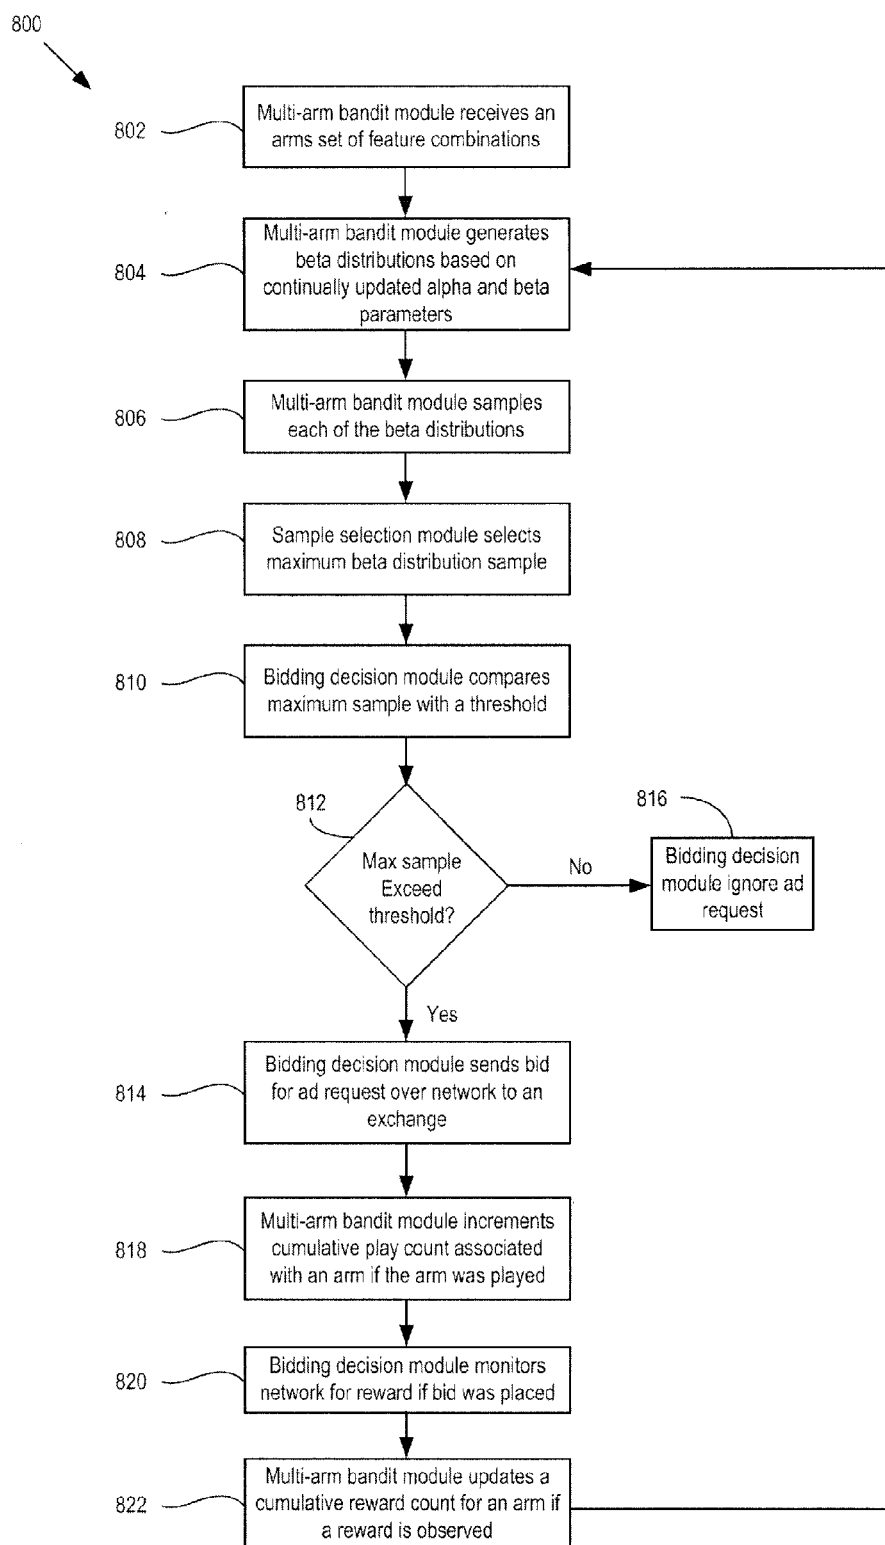 800
802
Multi-arm bandit module receives an
arms set of feature combinations
804
Multi-arm bandit module generates
beta distributions based on
continually updated alpha and beta
parameters
806
Multi-arm bandit module samples
each of the beta distributions
808
Sample selection module selects
maximum beta distribution sample
810
Bidding decision module compares
maximum sample with a threshold
812
Max sample
Exceed
threshold?
No
816
Bidding decision
module ignore ad
request
Yes
814
Bidding decision module sends bid
for ad request over network to an
exchange
818
Multi-arm bandit module increments
cumulative play count associated
with an arm if the arm was played
820
Bidding decision module monitors
network for reward if bid was placed
822
Multi-arm bandit module updates a
cumulative reward count for an arm if
a reward is observed